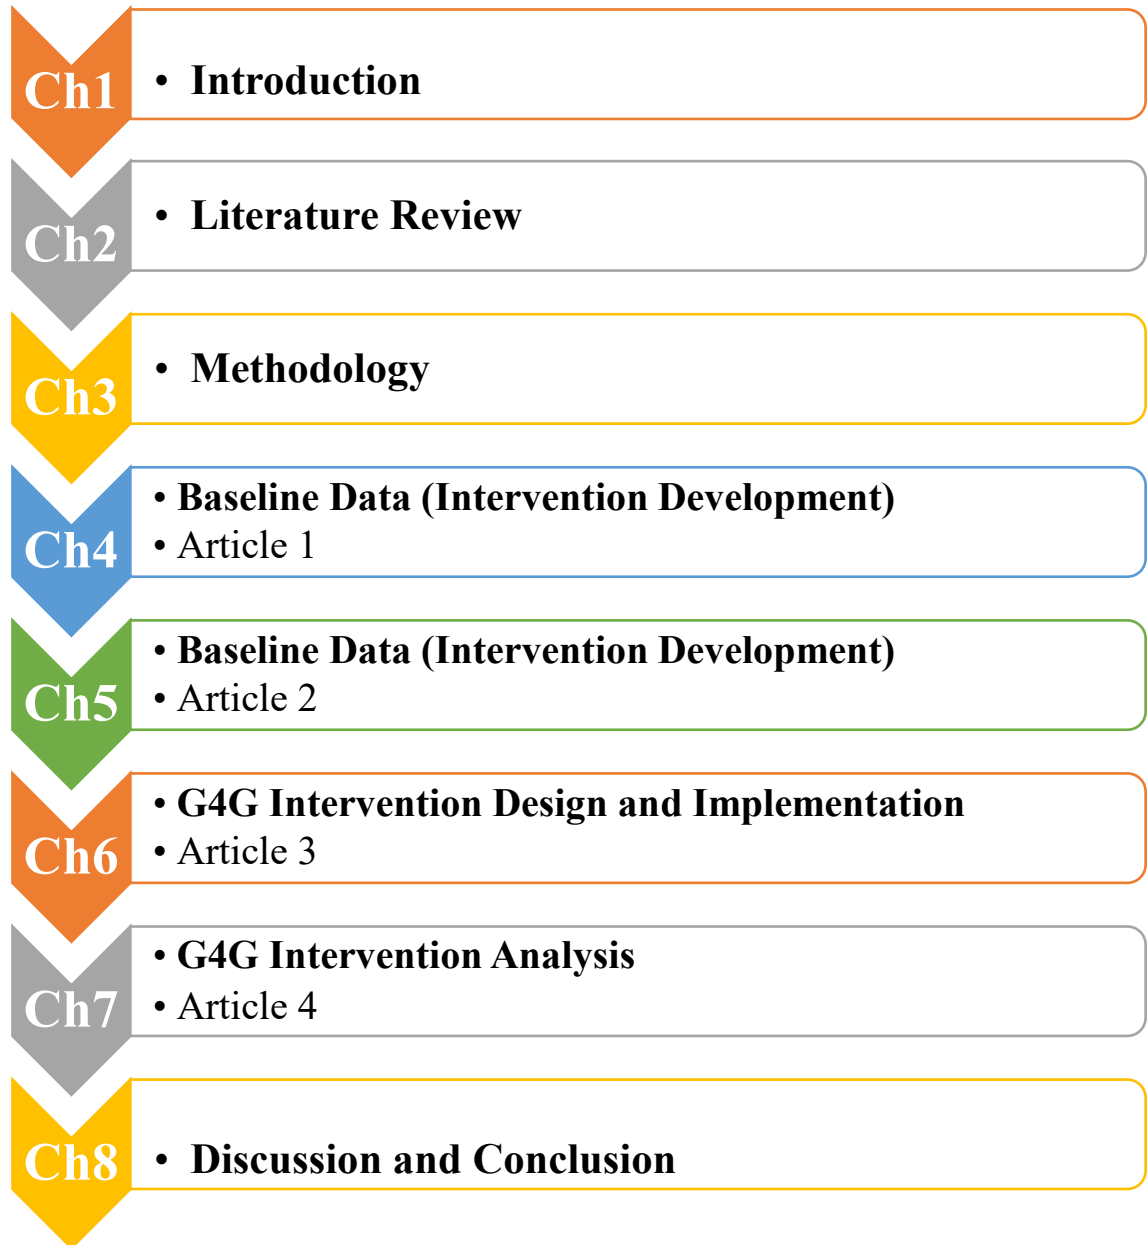 Ch1
• Introduction
Ch2
• Literature Review
Ch3
• Methodology
Ch4
• Baseline Data (Intervention Development)
• Article 1
Ch5
• Baseline Data (Intervention Development)
• Article 2
Ch6
• G4G Intervention Design and Implementation
• Article 3
Ch7
• G4G Intervention Analysis
• Article 4
Ch8
• Discussion and Conclusion